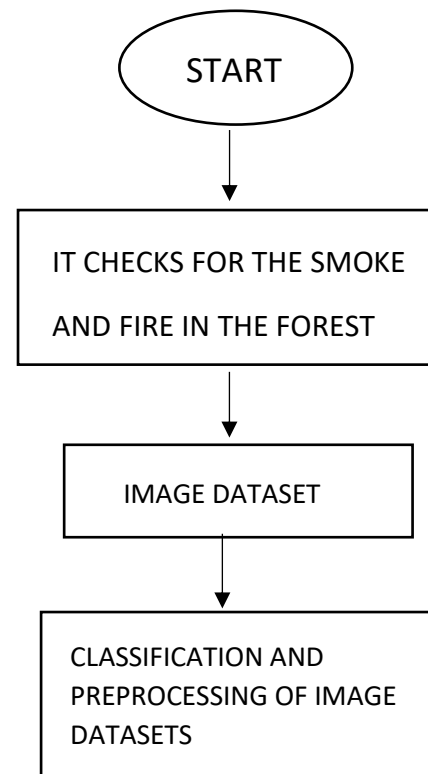 START
IT CHECKS FOR THE SMOKE
AND FIRE IN THE FOREST
IMAGE DATASET
CLASSIFICATION AND
PREPROCESSING OF IMAGE
DATASETS